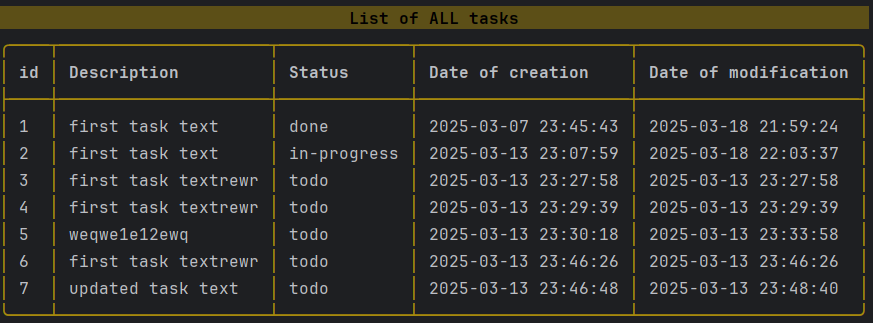 List of ALL tasks
id Description Status Date of creation Date of modification
1 first task text done 2025-03-07 23:45:43 2025-03-18 21:59:24
2 first task text in-progress 2025-03-13 23:07:59 2025-03-18 22:03:37
3 first task textrewr todo 2025-03-13 23:27:58 2025-03-13 23:27:58
4 first task textrewr todo 2025-03-13 23:29:39 2025-03-13 23:29:39
5 weqwe1e12ewq todo 2025-03-13 23:30:18 2025-03-13 23:33:58
6 first task textrewr todo 2025-03-13 23:46:26 2025-03-13 23:46:26
7 updated task text todo 2025-03-13 23:46:48 2025-03-13 23:48:40